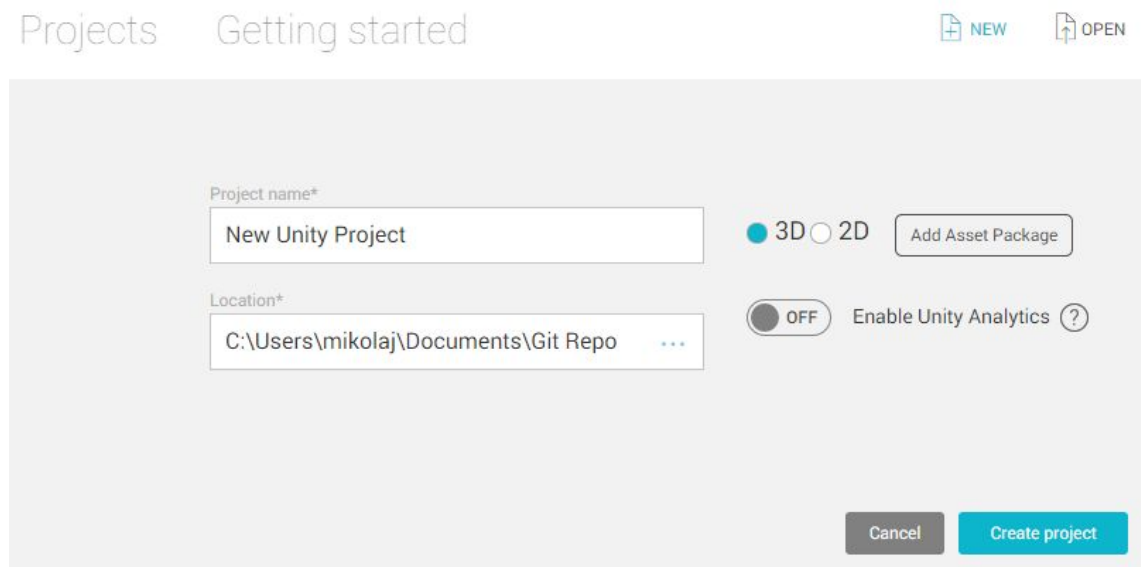 Projects Getting started NEW OPEN
Project name*
New Unity Project
3D 2D Add Asset Package
Location*
C:\Users\mikolaj\Documents\Git Repo ...
OFF Enable Unity Analytics ?
Cancel Create project